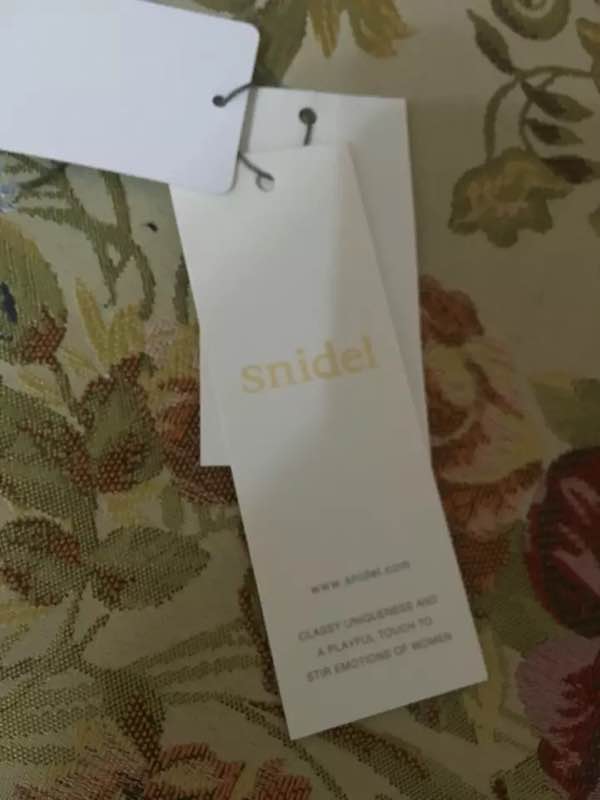 snidel
www.snidel.com
CLASSY UNIQUENESS AND
A PLAYFUL TOUCH TO
STIR EMOTIONS OF WOMEN